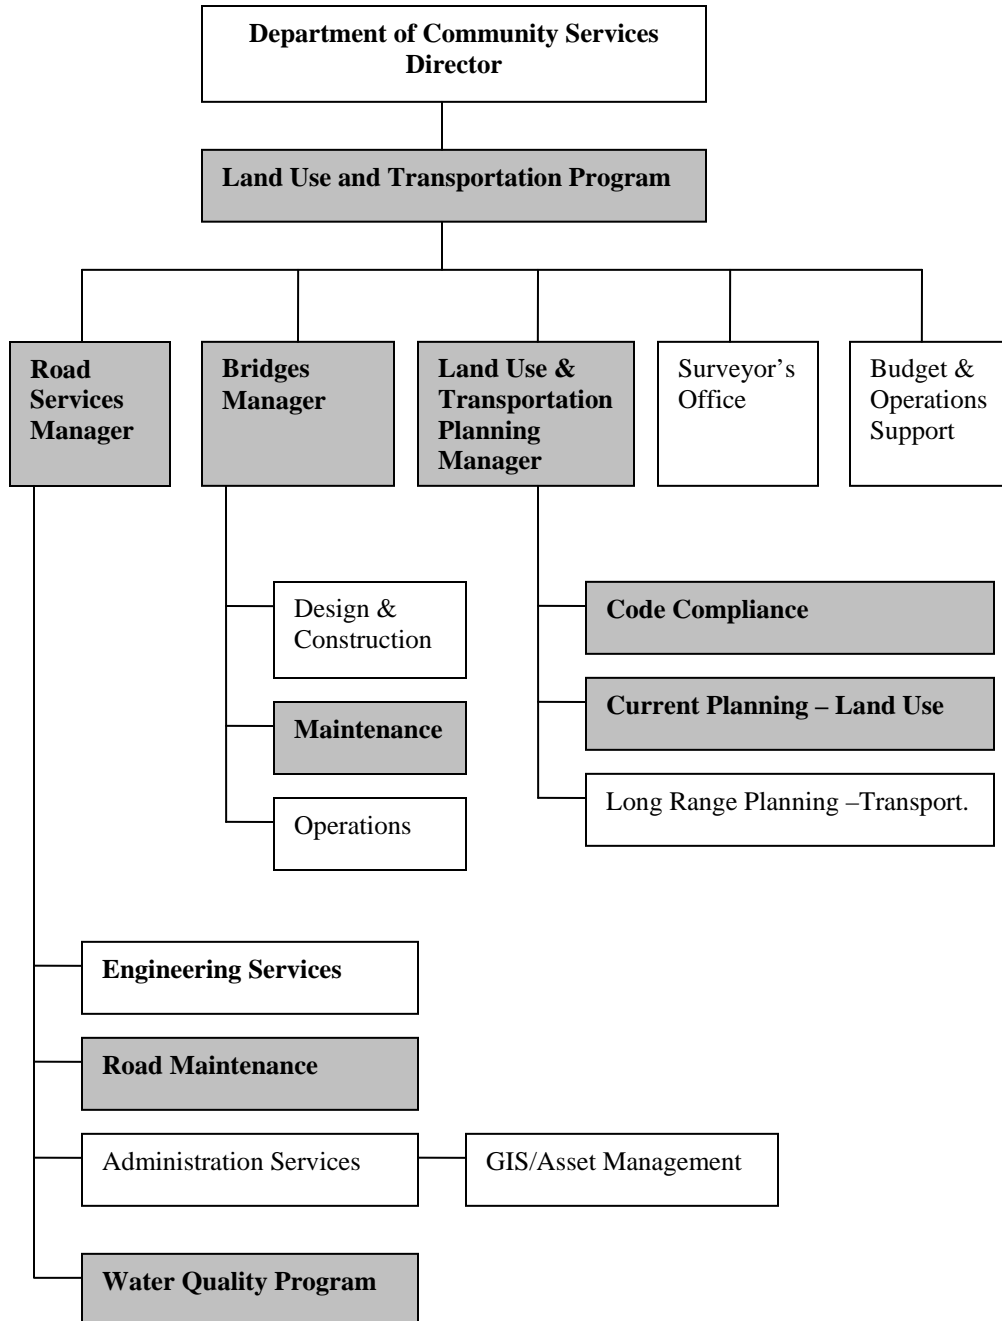 Department of Community Services
Director
Land Use and Transportation Program
Road
Services
Manager
Bridges
Manager
Land Use &
Transportation
Planning
Manager
Surveyor’s
Office
Budget &
Operations
Support
Design &
Construction
Maintenance
Operations
Code Compliance
Current Planning – Land Use
Long Range Planning –Transport.
Engineering Services
Road Maintenance
Administration Services
GIS/Asset Management
Water Quality Program